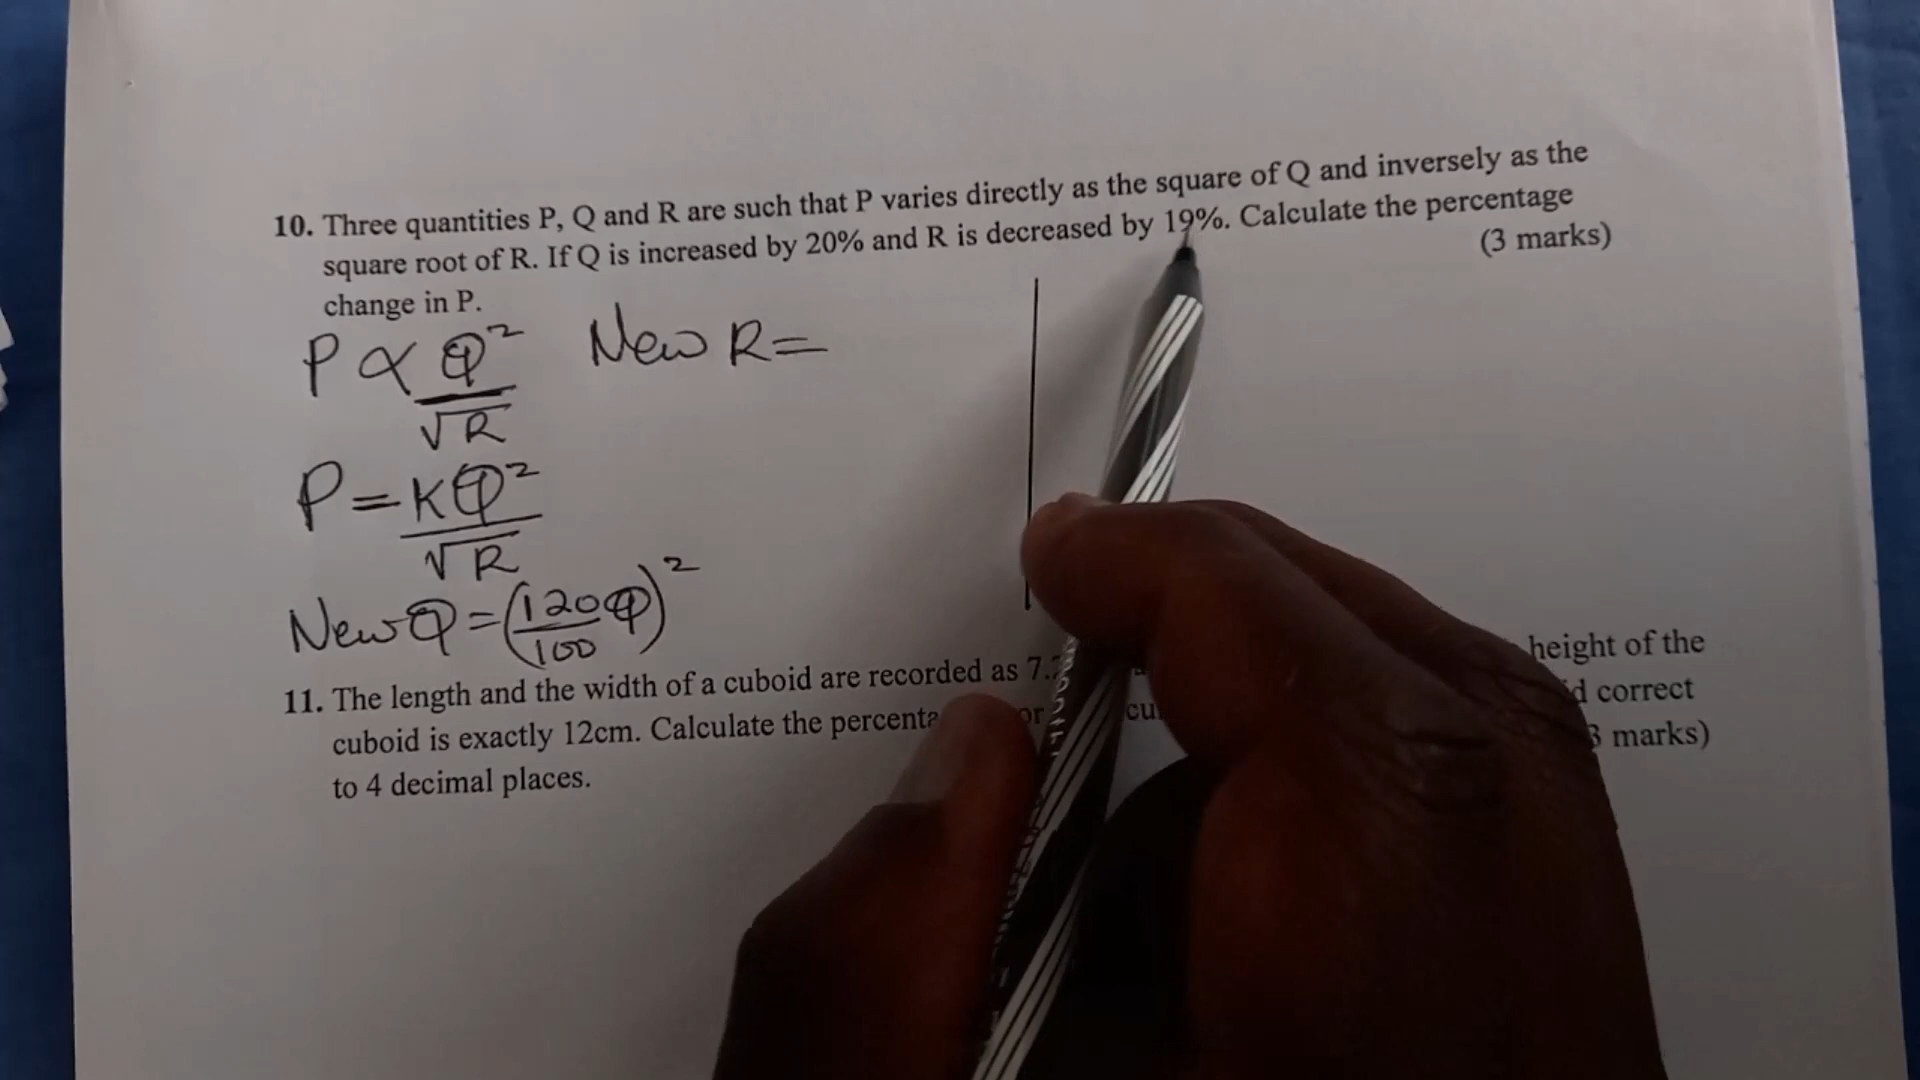 10. Three quantities P, Q and R are such that P varies directly as the square of Q and inversely as the
square root of R. If Q is increased by 20% and R is decreased by 19%. Calculate the percentage
change in P.
(3 marks)
P ∝ Q²
√R
New R =
P = KQ²
√R
New Q = (120/100 Q)²
11. The length and the width of a cuboid are recorded as 7. height of the
cuboid is exactly 12cm. Calculate the correct
to 4 decimal places.
marks)